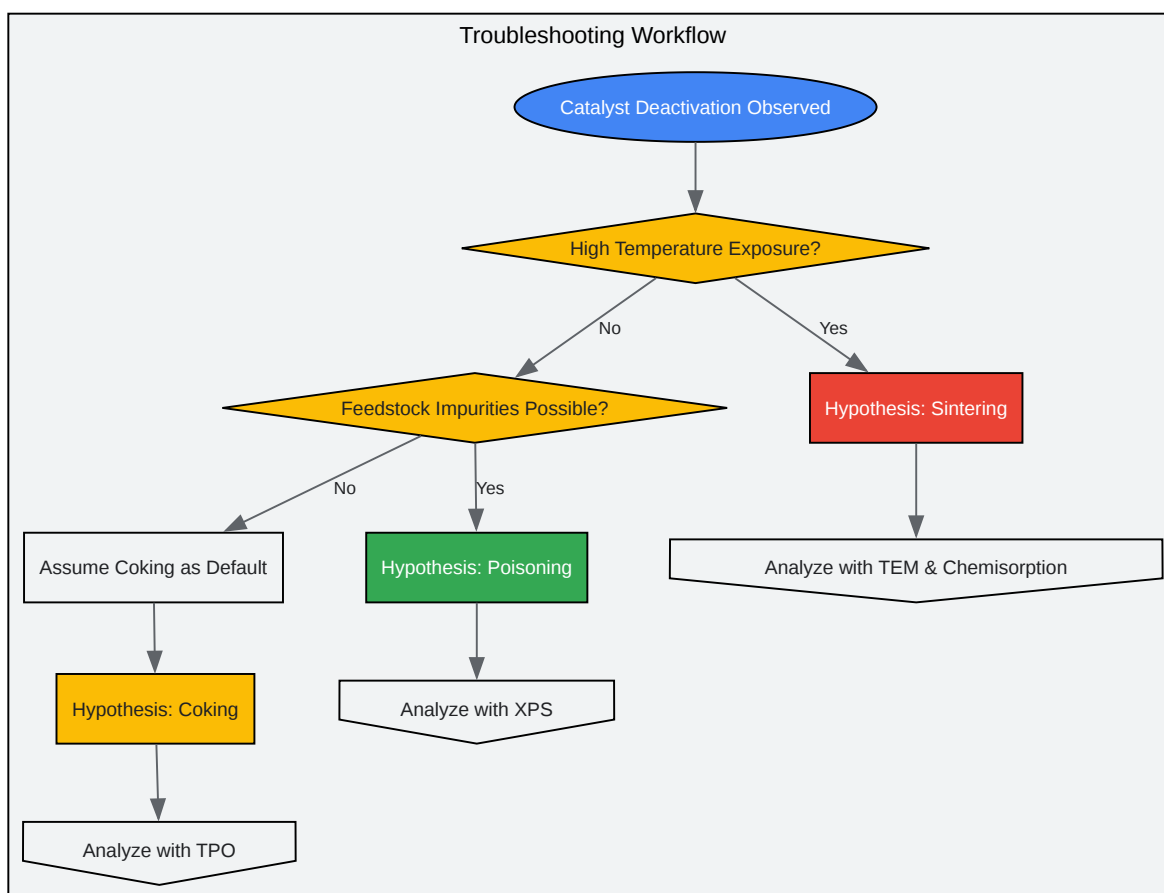 Troubleshooting Workflow
Catalyst Deactivation Observed
High Temperature Exposure?
No
Yes
Feedstock Impurities Possible?
Hypothesis: Sintering
No
Yes
Assume Coking as Default
Hypothesis: Poisoning
Analyze with TEM & Chemisorption
Hypothesis: Coking
Analyze with XPS
Analyze with TPO